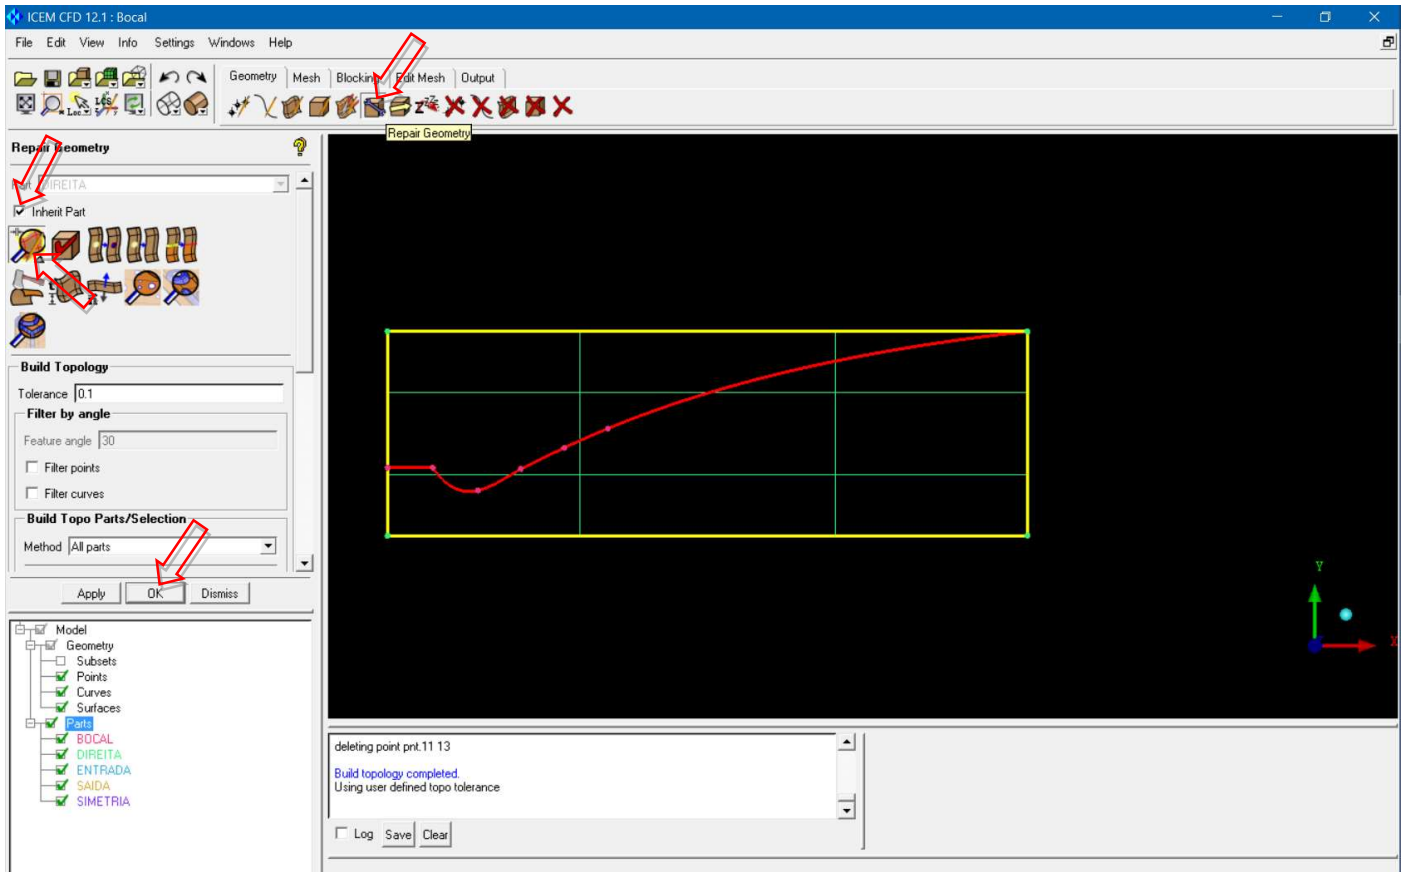 ICEM CFD 12.1 : Bocal
File Edit View Info Settings Windows Help
Geometry Mesh Blocking Edit Mesh Output
Repair Geometry
Repair Geometry
Part DIREITA
Inherit Part
Build Topology
Tolerance 0.1
Filter by angle
Feature angle 30
Filter points
Filter curves
Build Topo Parts/Selection
Method All parts
Apply OK Dismiss
Model
Geometry
Subsets
Points
Curves
Surfaces
Parts
BOCAL
DIREITA
ENTRADA
SAIDA
SIMETRIA
Y
X
deleting point pnt.11 13
Build topology completed.
Using user defined topo tolerance
Log Save Clear